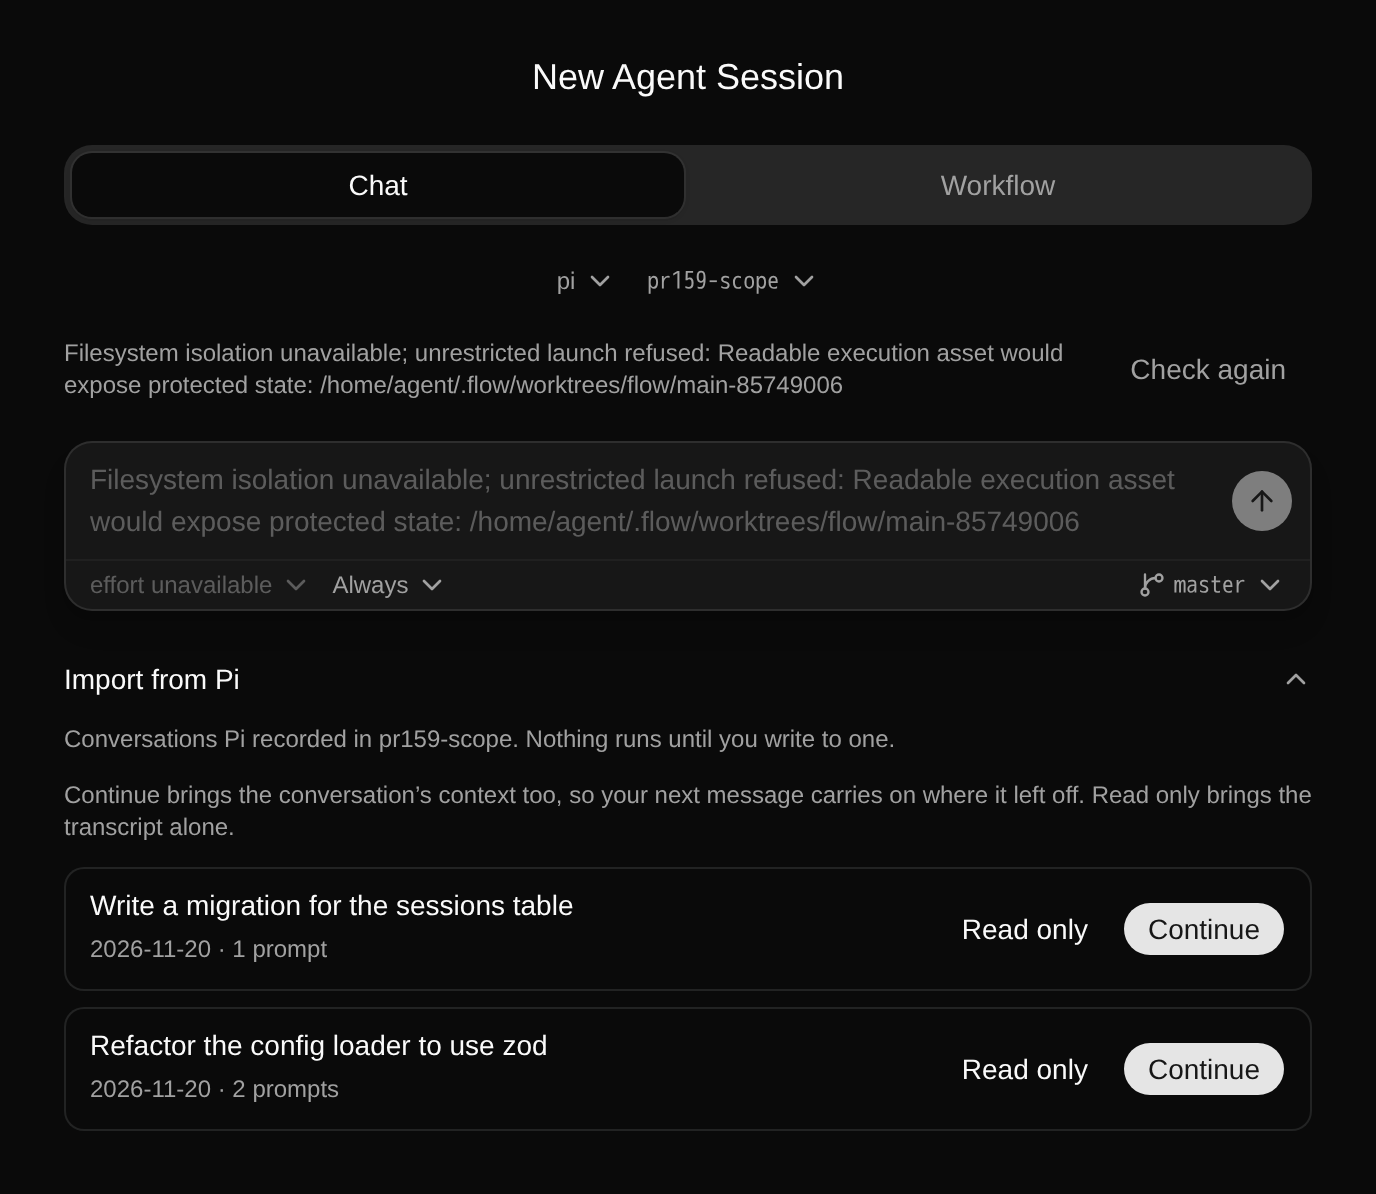 New Agent Session
Chat
Workflow
pi
pr159-scope
Filesystem isolation unavailable; unrestricted launch refused: Readable execution asset would
expose protected state: /home/agent/.flow/worktrees/flow/main-85749006
Check again
Filesystem isolation unavailable; unrestricted launch refused: Readable execution asset
would expose protected state: /home/agent/.flow/worktrees/flow/main-85749006
effort unavailable
Always
master
Import from Pi
Conversations Pi recorded in pr159-scope. Nothing runs until you write to one.
Continue brings the conversation’s context too, so your next message carries on where it left off. Read only brings the
transcript alone.
Write a migration for the sessions table
2026-11-20 · 1 prompt
Read only
Continue
Refactor the config loader to use zod
2026-11-20 · 2 prompts
Read only
Continue